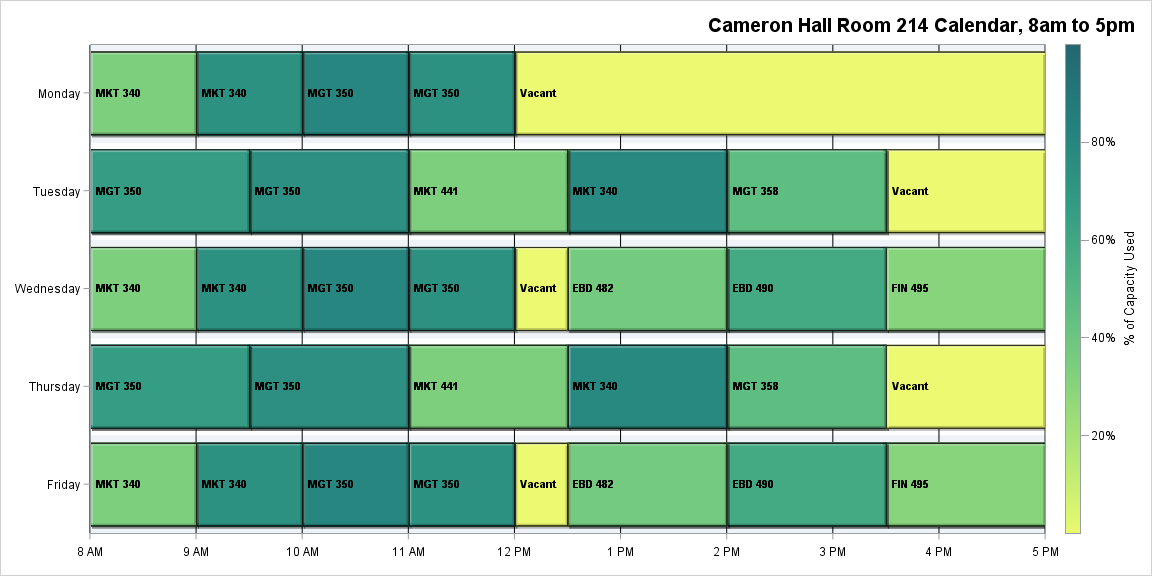 Cameron Hall Room 214 Calendar, 8am to 5pm
Monday MKT 340 MKT 340 MGT 350 MGT 350 Vacant
Tuesday MGT 350 MGT 350 MKT 441 MKT 340 MGT 358 Vacant
Wednesday MKT 340 MKT 340 MGT 350 MGT 350 Vacant EBD 482 EBD 490 FIN 495
Thursday MGT 350 MGT 350 MKT 441 MKT 340 MGT 358 Vacant
Friday MKT 340 MKT 340 MGT 350 MGT 350 Vacant EBD 482 EBD 490 FIN 495
8 AM 9 AM 10 AM 11 AM 12 PM 1 PM 2 PM 3 PM 4 PM 5 PM
80%
60%
40%
20%
% of Capacity Used